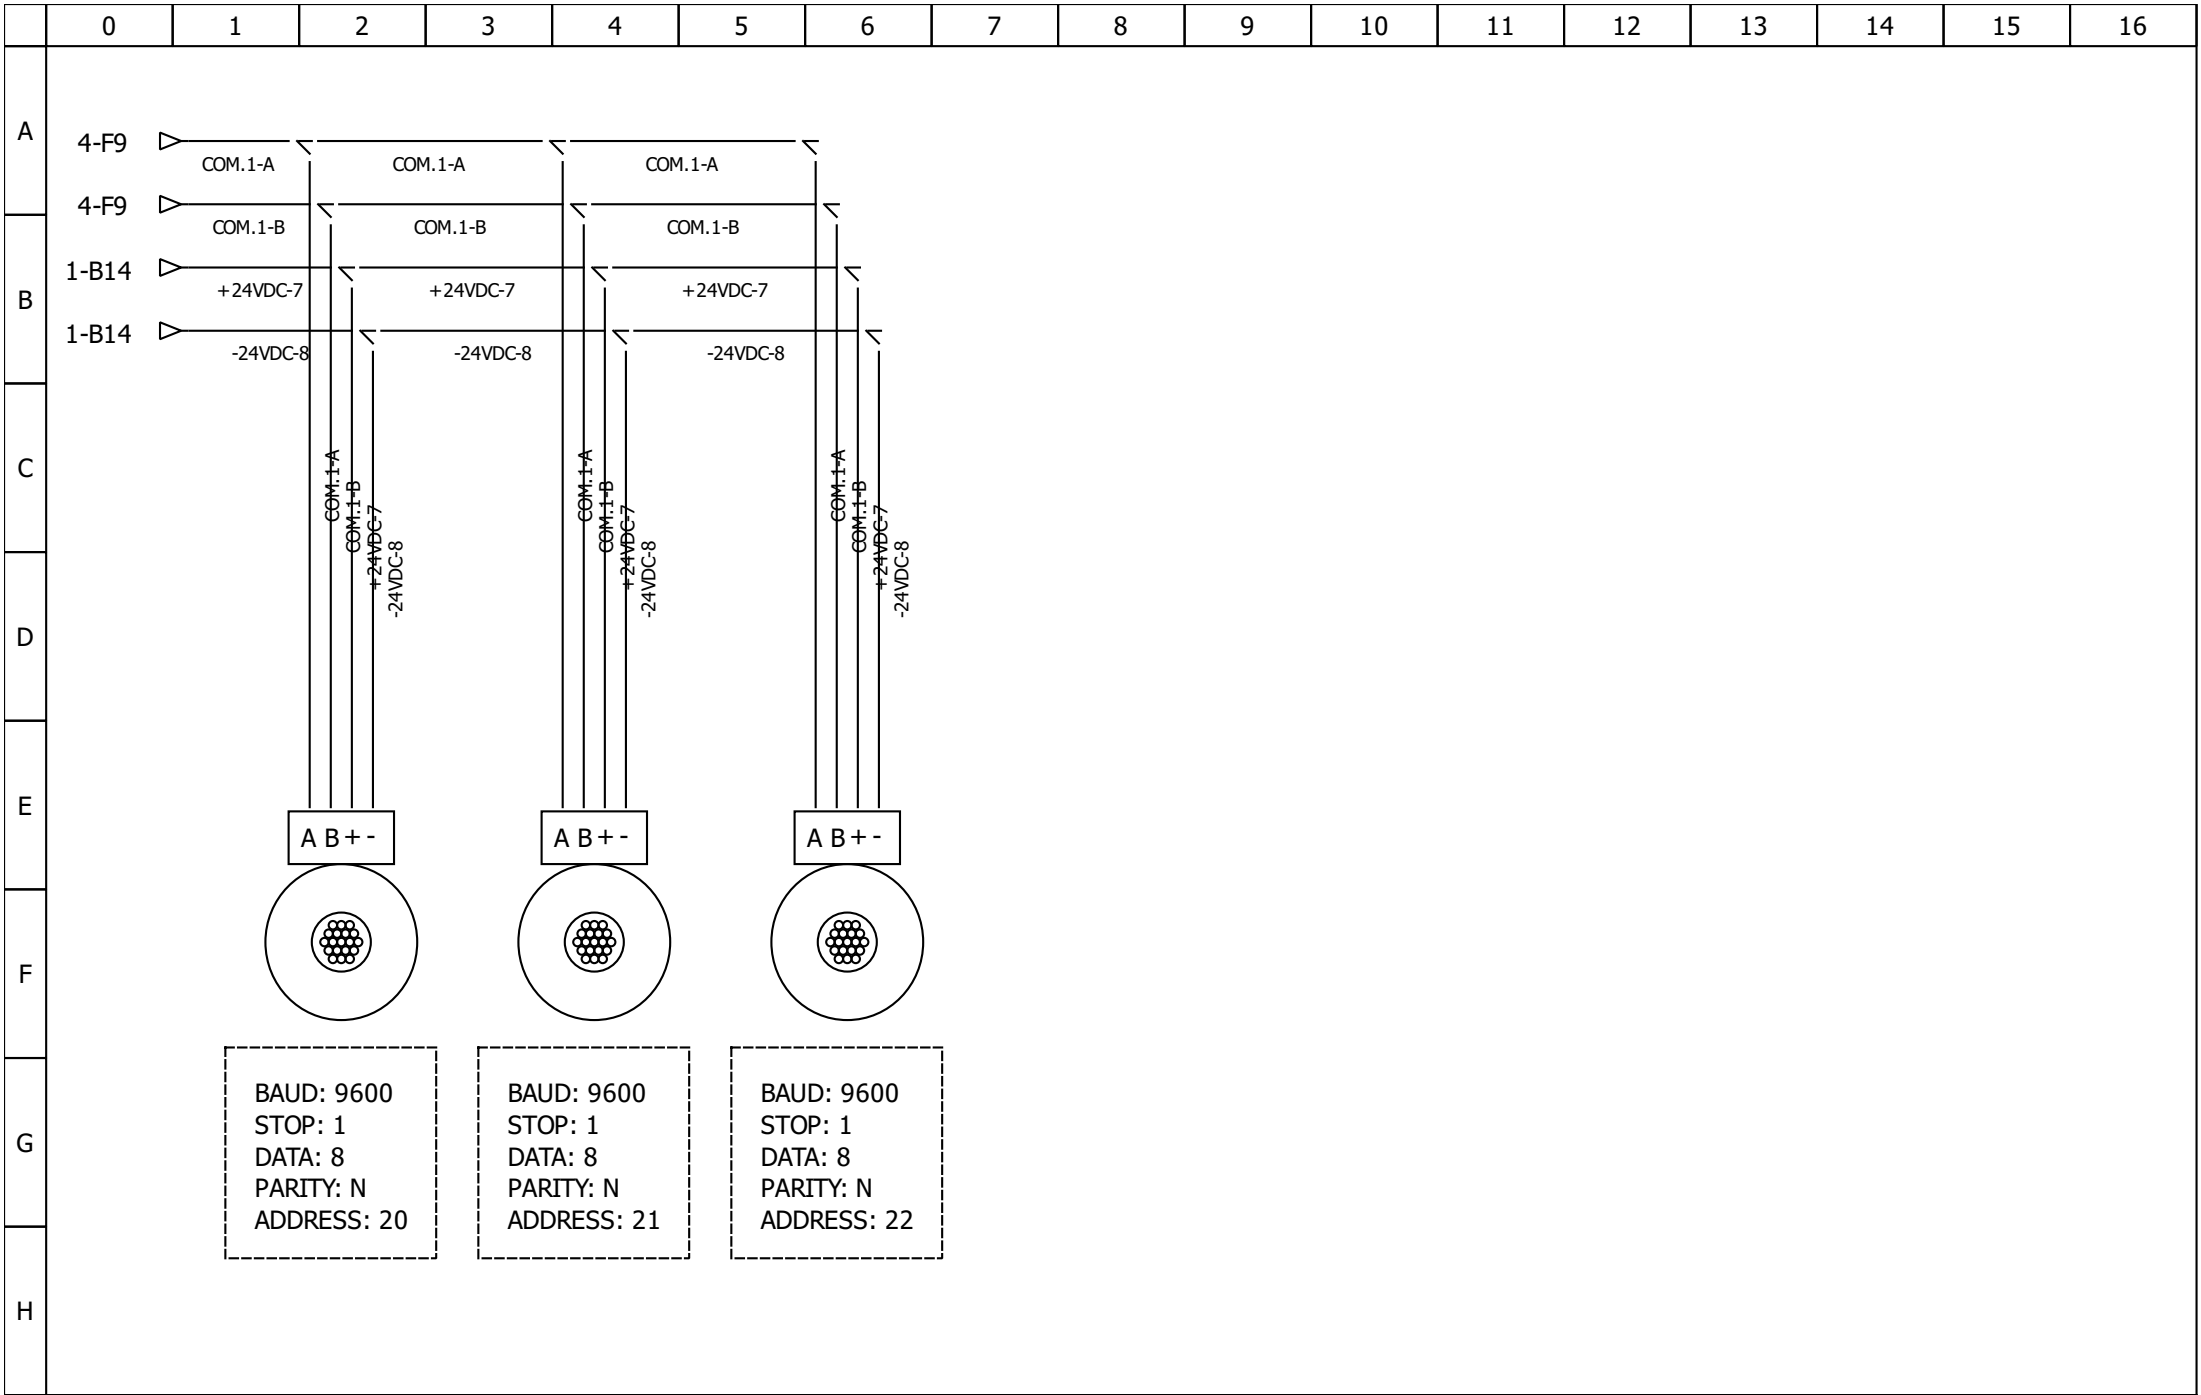 0 1 2 3 4 5 6 7 8 9 10 11 12 13 14 15 16
A
4-F9
COM.1-A COM.1-A COM.1-A
4-F9
COM.1-B COM.1-B COM.1-B
1-B14
+24VDC-7 +24VDC-7 +24VDC-7
B
1-B14
-24VDC-8 -24VDC-8 -24VDC-8
C
COM.1-A
COM.1-B
+24VDC-7
-24VDC-8
COM.1-A
COM.1-B
+24VDC-7
-24VDC-8
COM.1-A
COM.1-B
+24VDC-7
-24VDC-8
D
E
A B + -
A B + -
A B + -
F
G
BAUD: 9600
STOP: 1
DATA: 8
PARITY: N
ADDRESS: 20
BAUD: 9600
STOP: 1
DATA: 8
PARITY: N
ADDRESS: 21
BAUD: 9600
STOP: 1
DATA: 8
PARITY: N
ADDRESS: 22
H